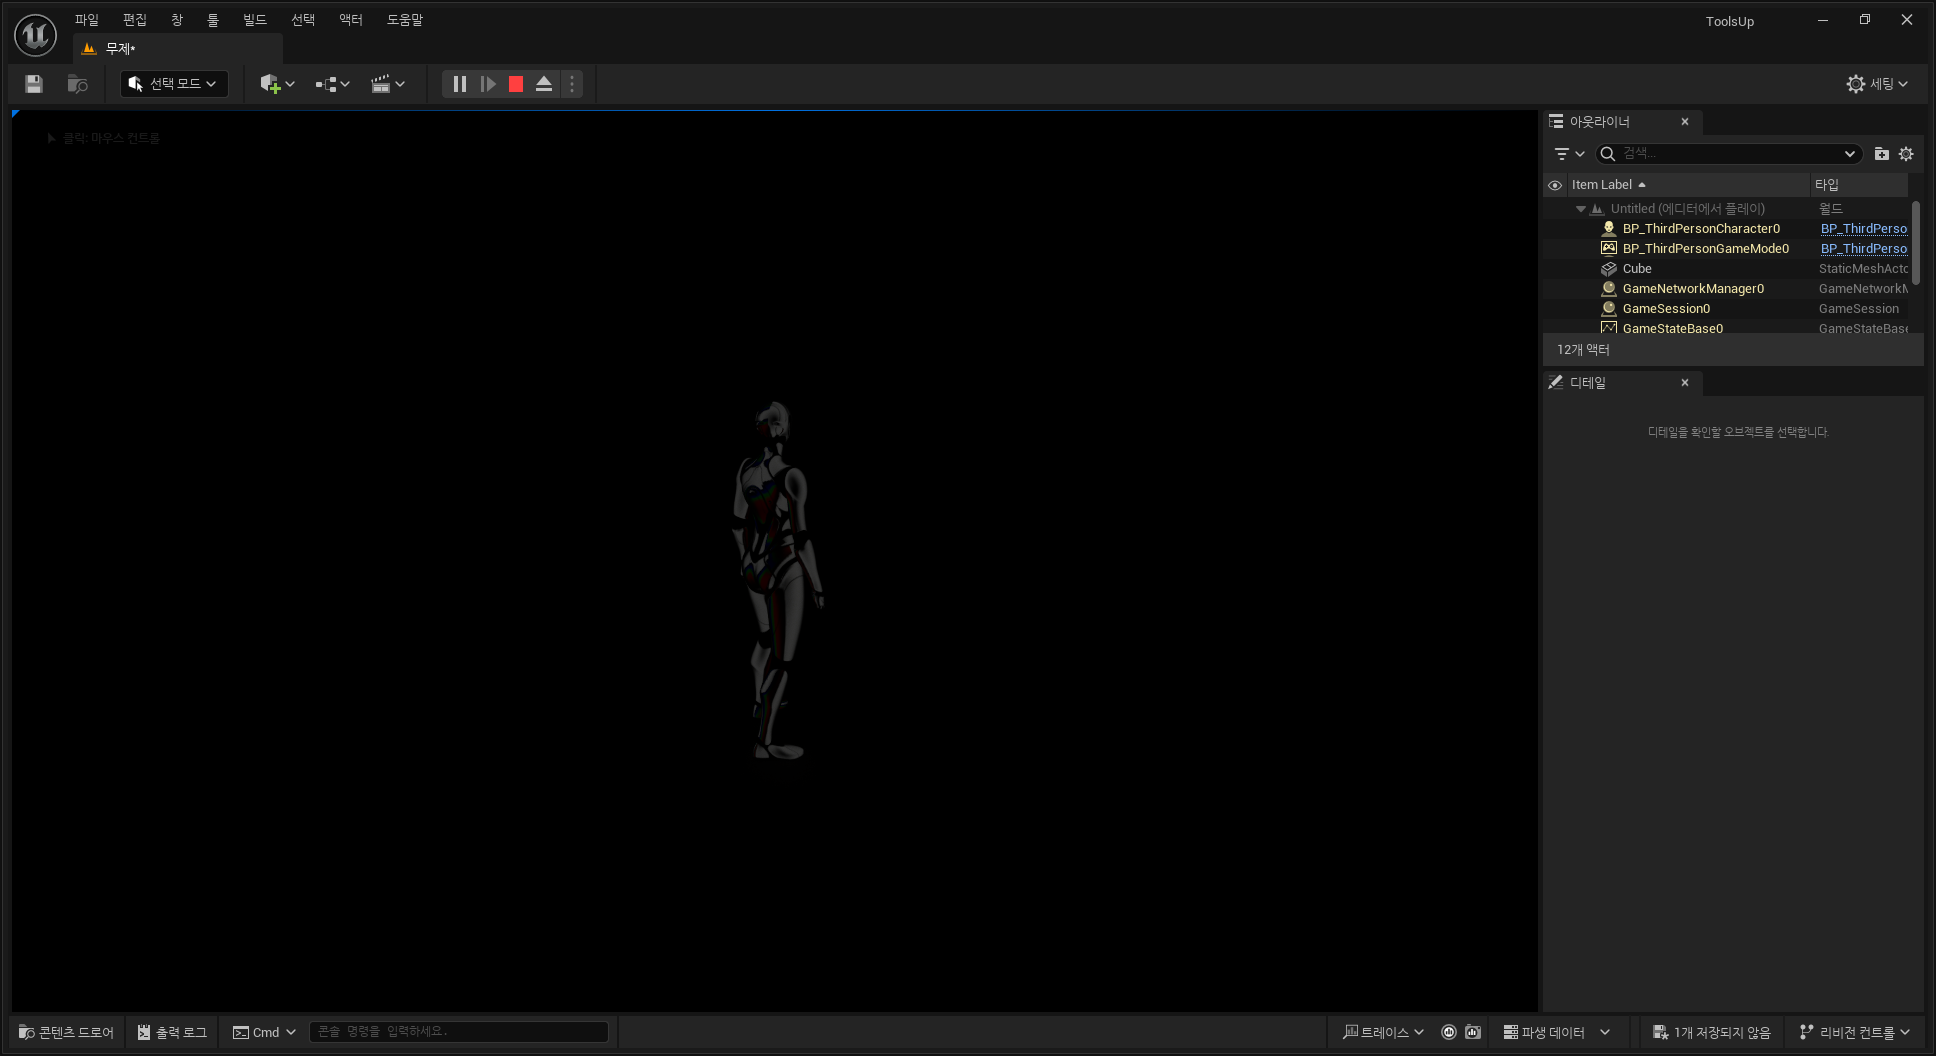 파일 편집 창 툴 빌드 선택 액터 도움말 ToolsUp
무제*
선택 모드 세팅
클릭: 마우스 컨트롤
아웃라이너
검색...
Item Label 타입
Untitled (에디터에서 플레이) 월드
BP_ThirdPersonCharacter0 BP_ThirdPerso
BP_ThirdPersonGameMode0 BP_ThirdPerso
Cube StaticMeshActo
GameNetworkManager0 GameNetworkM
GameSession0 GameSession
GameStateBase0 GameStateBase
12개 액터
디테일
디테일을 확인할 오브젝트를 선택합니다.
콘텐츠 드로어 출력 로그 Cmd 콘솔 명령을 입력하세요. 트레이스 파생 데이터 1개 저장되지 않음 리비전 컨트롤